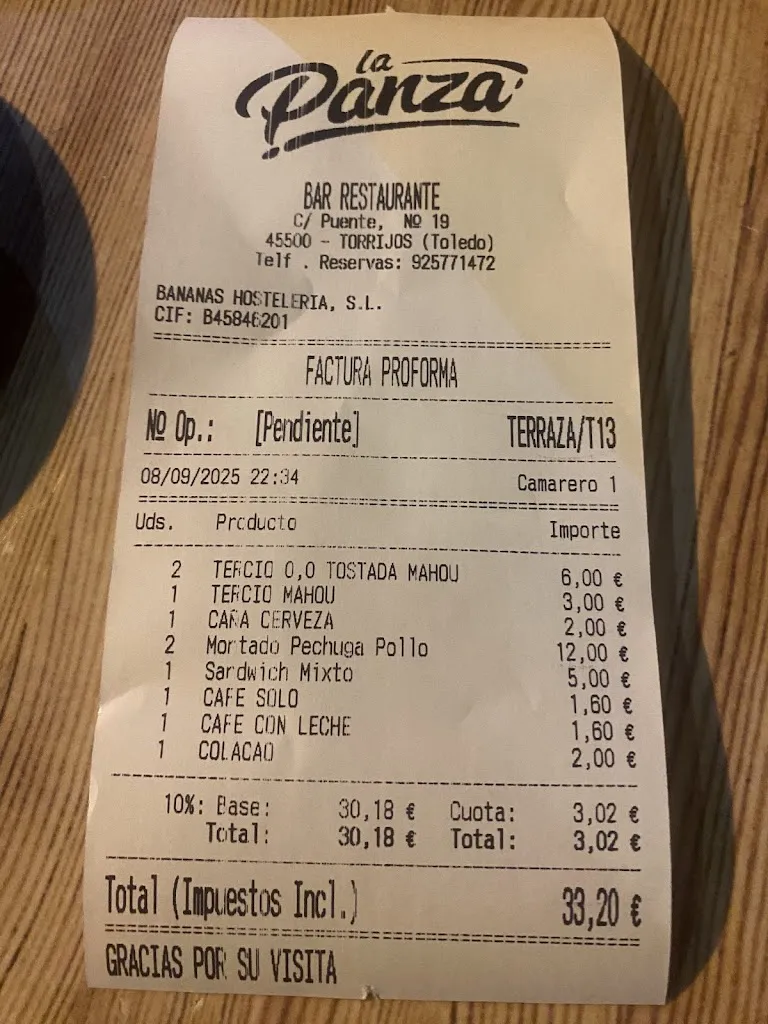 la
Panza
BAR RESTAURANTE
C/ Puente, Nº 19
45500 - TORRIJOS (Toledo)
Telf . Reservas: 925771472
BANANAS HOSTELERIA, S.L.
CIF: B45846201
FACTURA PROFORMA
Nº Op.: [Pendiente] TERRAZA/T13
08/09/2025 22:34 Camarero 1
Uds. Producto Importe
2 TERCIO 0,0 TOSTADA MAHOU 6,00 €
1 TERCIO MAHOU 3,00 €
1 CAÑA CERVEZA 2,00 €
2 Montado Pechuga Pollo 12,00 €
1 Sandwich Mixto 5,00 €
1 CAFE SOLO 1,60 €
1 CAFE CON LECHE 1,60 €
1 COLACAO 2,00 €
10%: Base: 30,18 € Cuota: 3,02 €
Total: 30,18 € Total: 3,02 €
Total (Impuestos Incl.) 33,20 €
GRACIAS POR SU VISITA